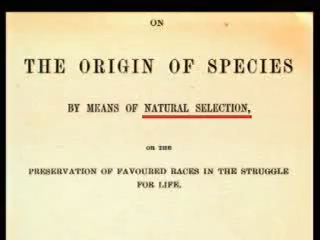 ON
THE ORIGIN OF SPECIES
BY MEANS OF NATURAL SELECTION,
OR THE
PRESERVATION OF FAVOURED RACES IN THE STRUGGLE
FOR LIFE.